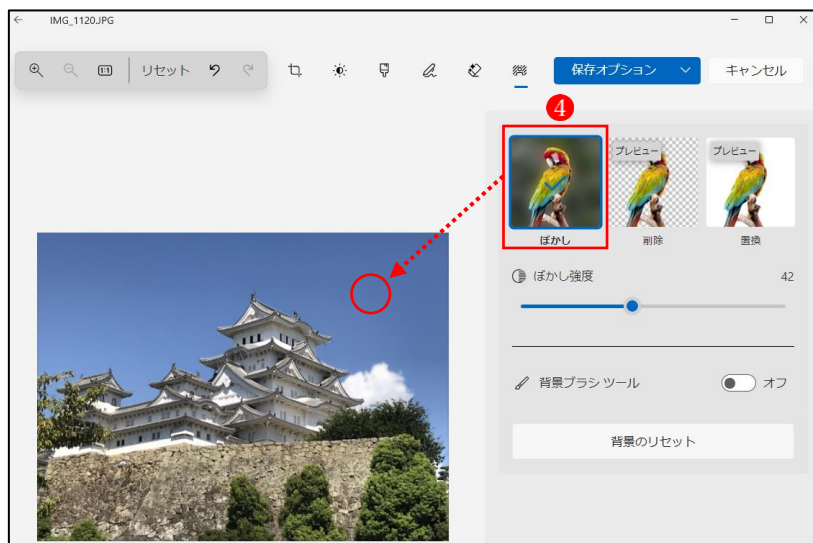 IMG_1120.JPG
1:1
リセット
保存オプション
キャンセル
4
プレビュー
プレビュー
ぼかし
削除
置換
ぼかし強度
42
背景ブラシ ツール
オフ
背景のリセット